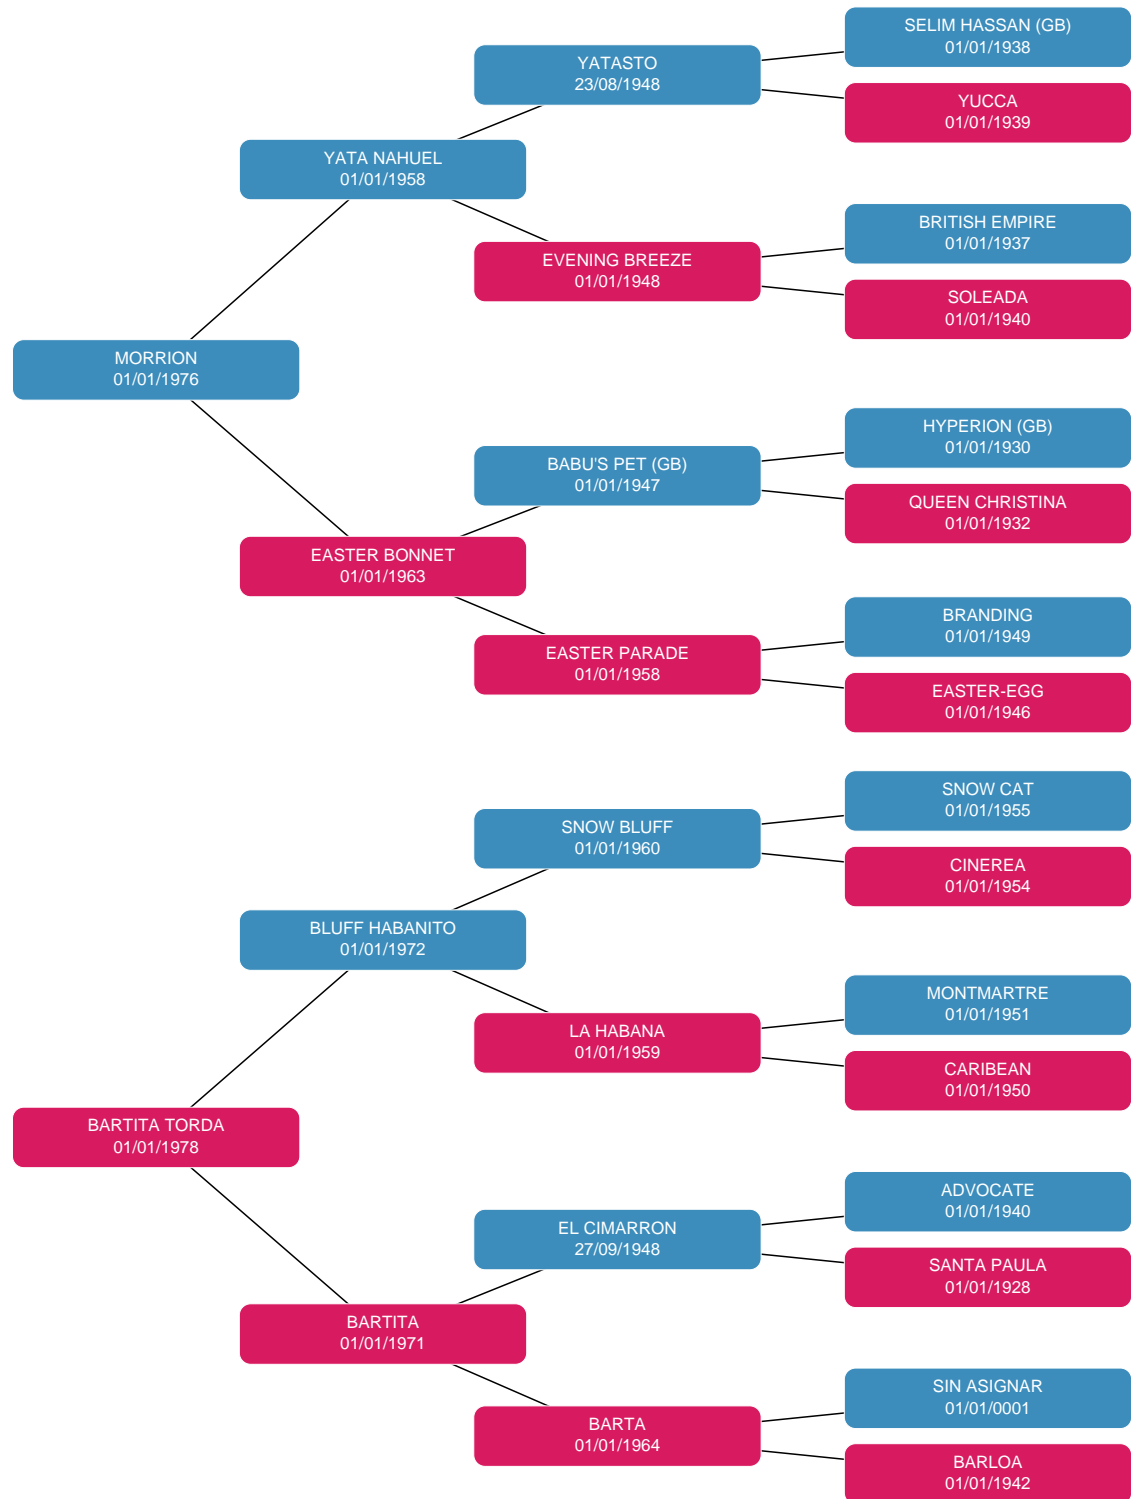 SELIM HASSAN (GB)
01/01/1938
YATASTO
23/08/1948
YUCCA
01/01/1939
YATA NAHUEL
01/01/1958
BRITISH EMPIRE
01/01/1937
EVENING BREEZE
01/01/1948
SOLEADA
01/01/1940
MORRION
01/01/1976
HYPERION (GB)
01/01/1930
BABU'S PET (GB)
01/01/1947
QUEEN CHRISTINA
01/01/1932
EASTER BONNET
01/01/1963
BRANDING
01/01/1949
EASTER PARADE
01/01/1958
EASTER-EGG
01/01/1946
SNOW CAT
01/01/1955
SNOW BLUFF
01/01/1960
CINEREA
01/01/1954
BLUFF HABANITO
01/01/1972
MONTMARTRE
01/01/1951
LA HABANA
01/01/1959
CARIBEAN
01/01/1950
BARTITA TORDA
01/01/1978
ADVOCATE
01/01/1940
EL CIMARRON
27/09/1948
SANTA PAULA
01/01/1928
BARTITA
01/01/1971
SIN ASIGNAR
01/01/0001
BARTA
01/01/1964
BARLOA
01/01/1942